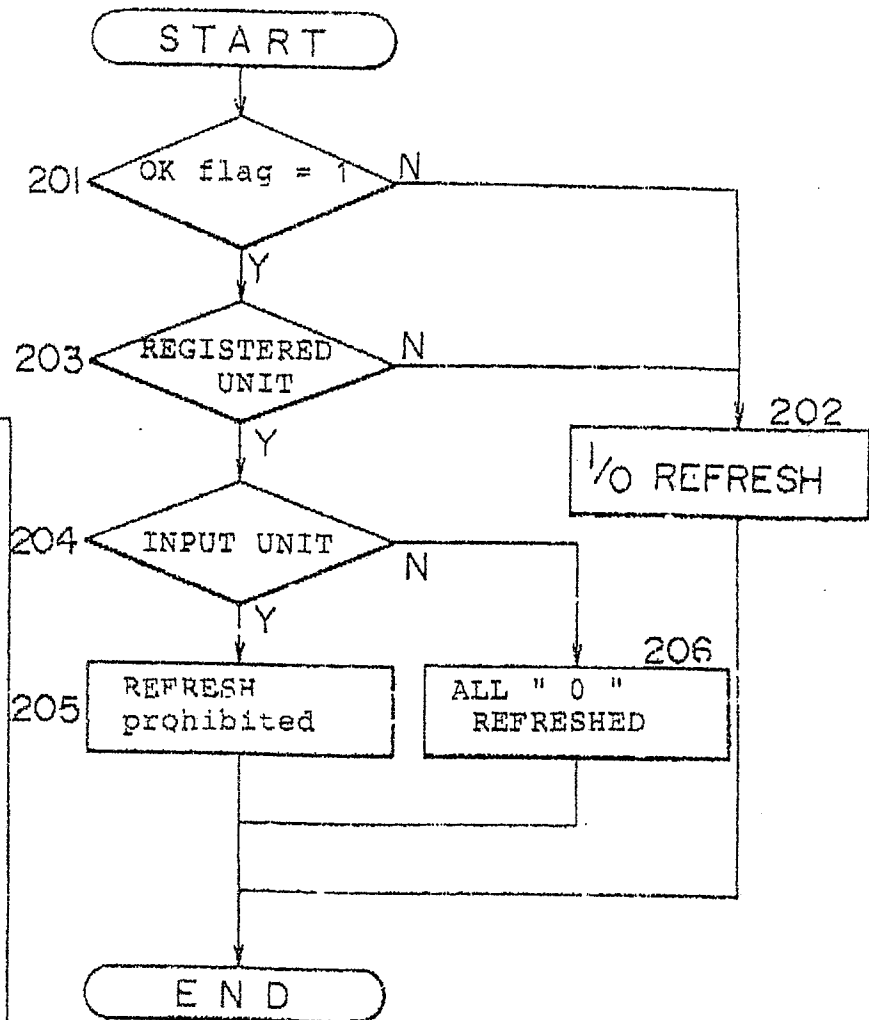 START
201
OK flag = 1
N
Y
203
REGISTERED
UNIT
N
Y
202
I/O REFRESH
204
INPUT UNIT
N
Y
205
REFRESH
prohibited
206
ALL " 0 "
REFRESHED
END